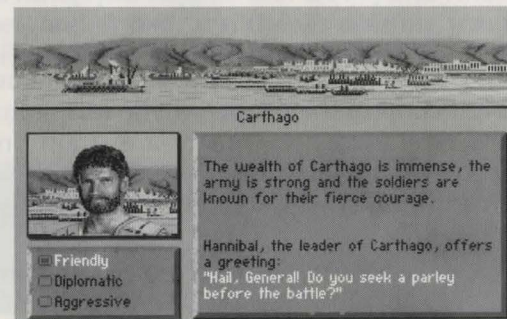 Carthago
The wealth of Carthago is immense, the
army is strong and the soldiers are
known for their fierce courage.
Hannibal, the leader of Carthago, offers
a greeting:
"Hail, General! Do you seek a parley
before the battle?"
Friendly
Diplomatic
Aggressive